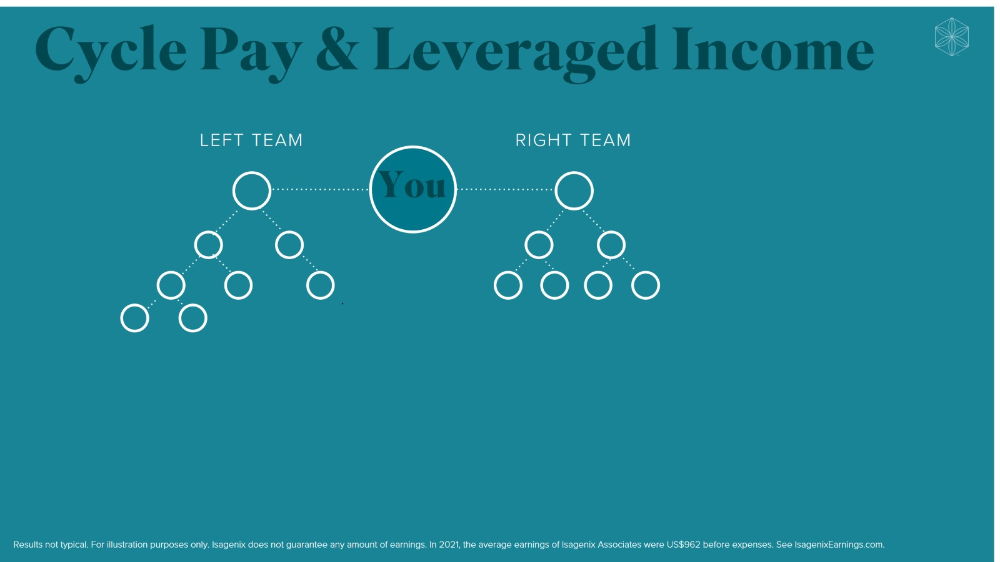 Cycle Pay & Leveraged Income
LEFT TEAM
RIGHT TEAM
You
Results not typical. For illustration purposes only. Isagenix does not guarantee any amount of earnings. In 2021, the average earnings of Isagenix Associates were US$962 before expenses. See IsagenixEarnings.com.